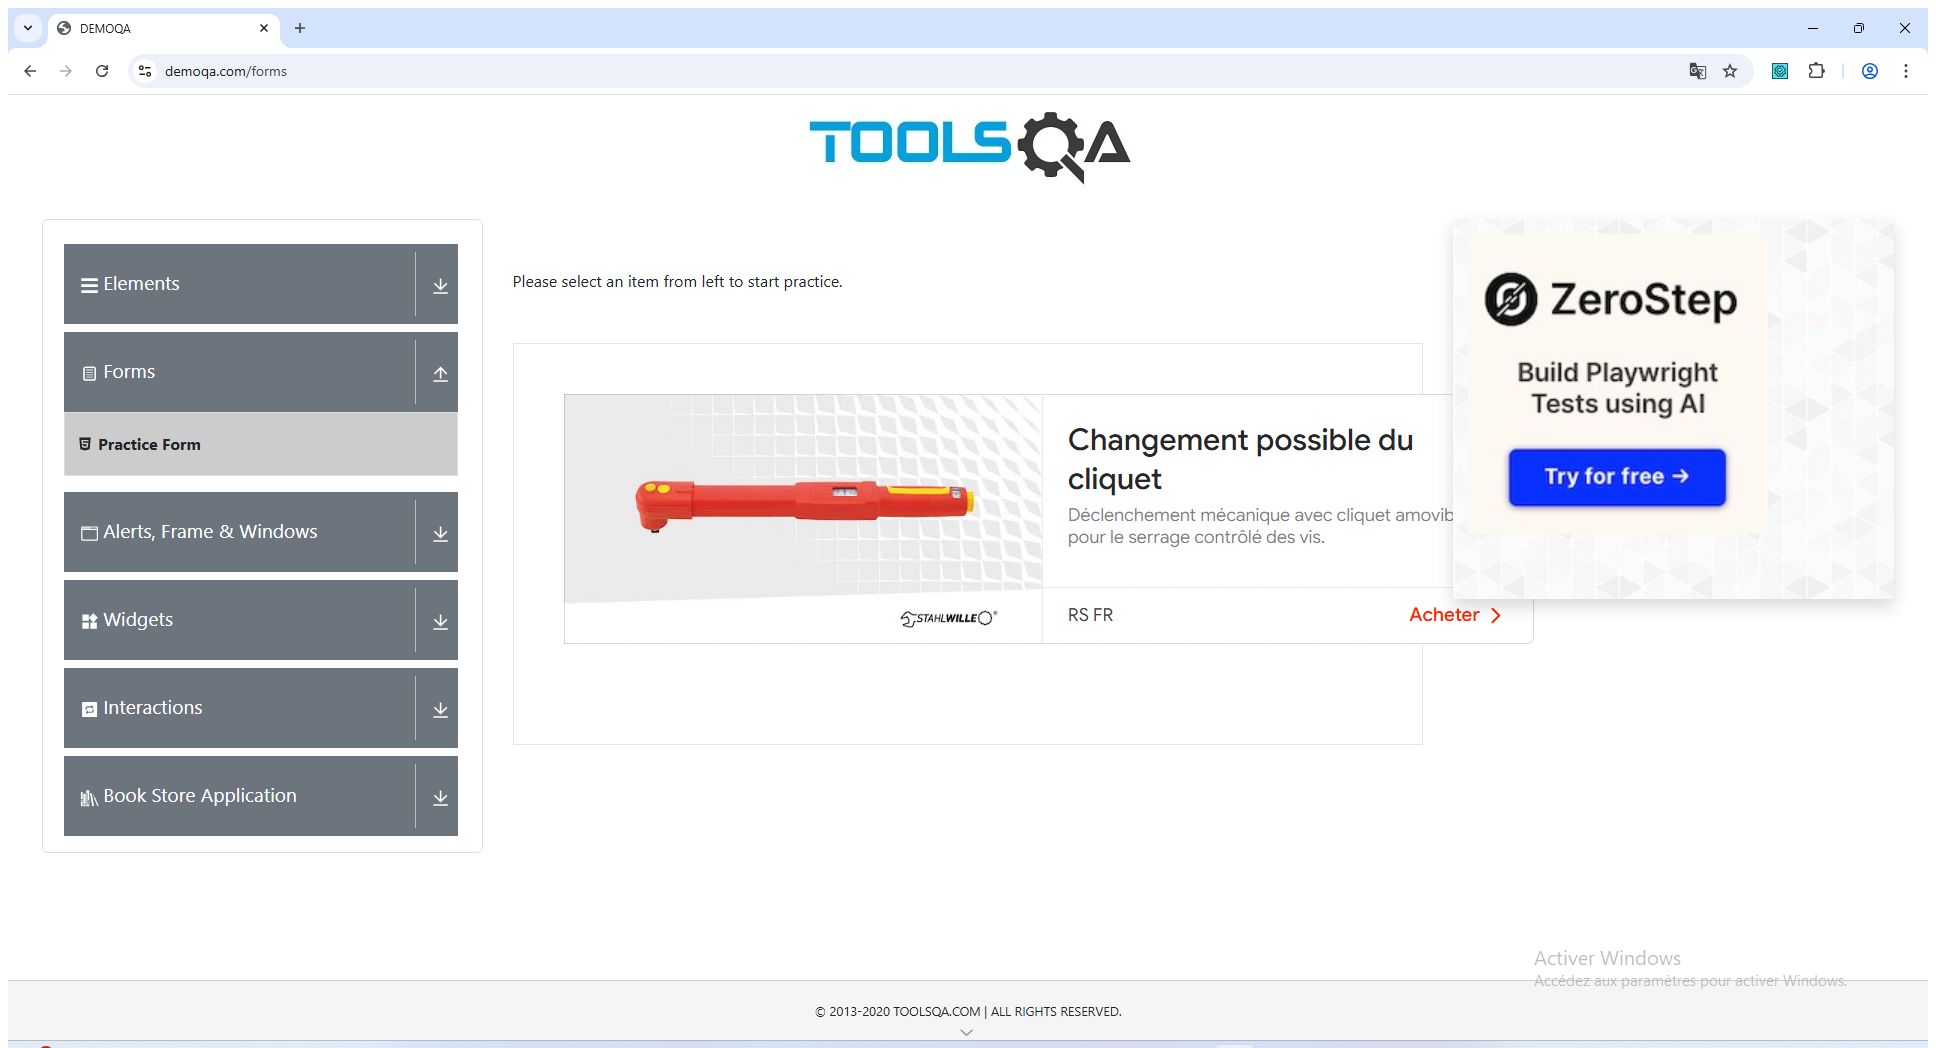 DEMOQA
demoqa.com/forms
TOOLSQA
Elements
Forms
Practice Form
Alerts, Frame & Windows
Widgets
Interactions
Book Store Application
Please select an item from left to start practice.
Changement possible du
cliquet
Déclenchement mécanique avec cliquet amovib
pour le serrage contrôlé des vis.
STAHLWILLE
RS FR
Acheter
ZeroStep
Build Playwright
Tests using AI
Try for free →
Activer Windows
Accédez aux paramètres pour activer Windows.
© 2013-2020 TOOLSQA.COM | ALL RIGHTS RESERVED.